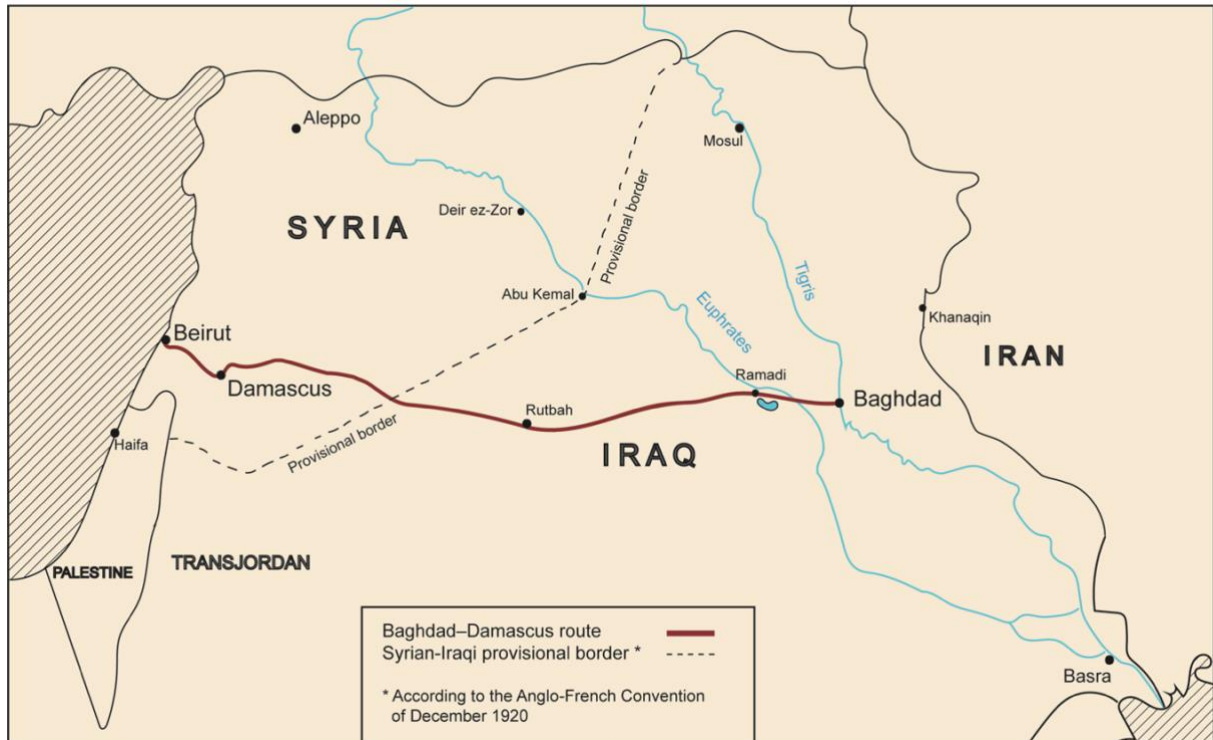 Aleppo
Mosul
Deir ez-Zor
SYRIA
Provisional border
Tigris
Abu Kemal
Euphrates
Khanaqin
Beirut
IRAN
Damascus
Ramadi
Baghdad
Rutbah
Haifa
Provisional border
IRAQ
PALESTINE
TRANSJORDAN
Baghdad–Damascus route
Syrian-Iraqi provisional border *
* According to the Anglo-French Convention
of December 1920
Basra